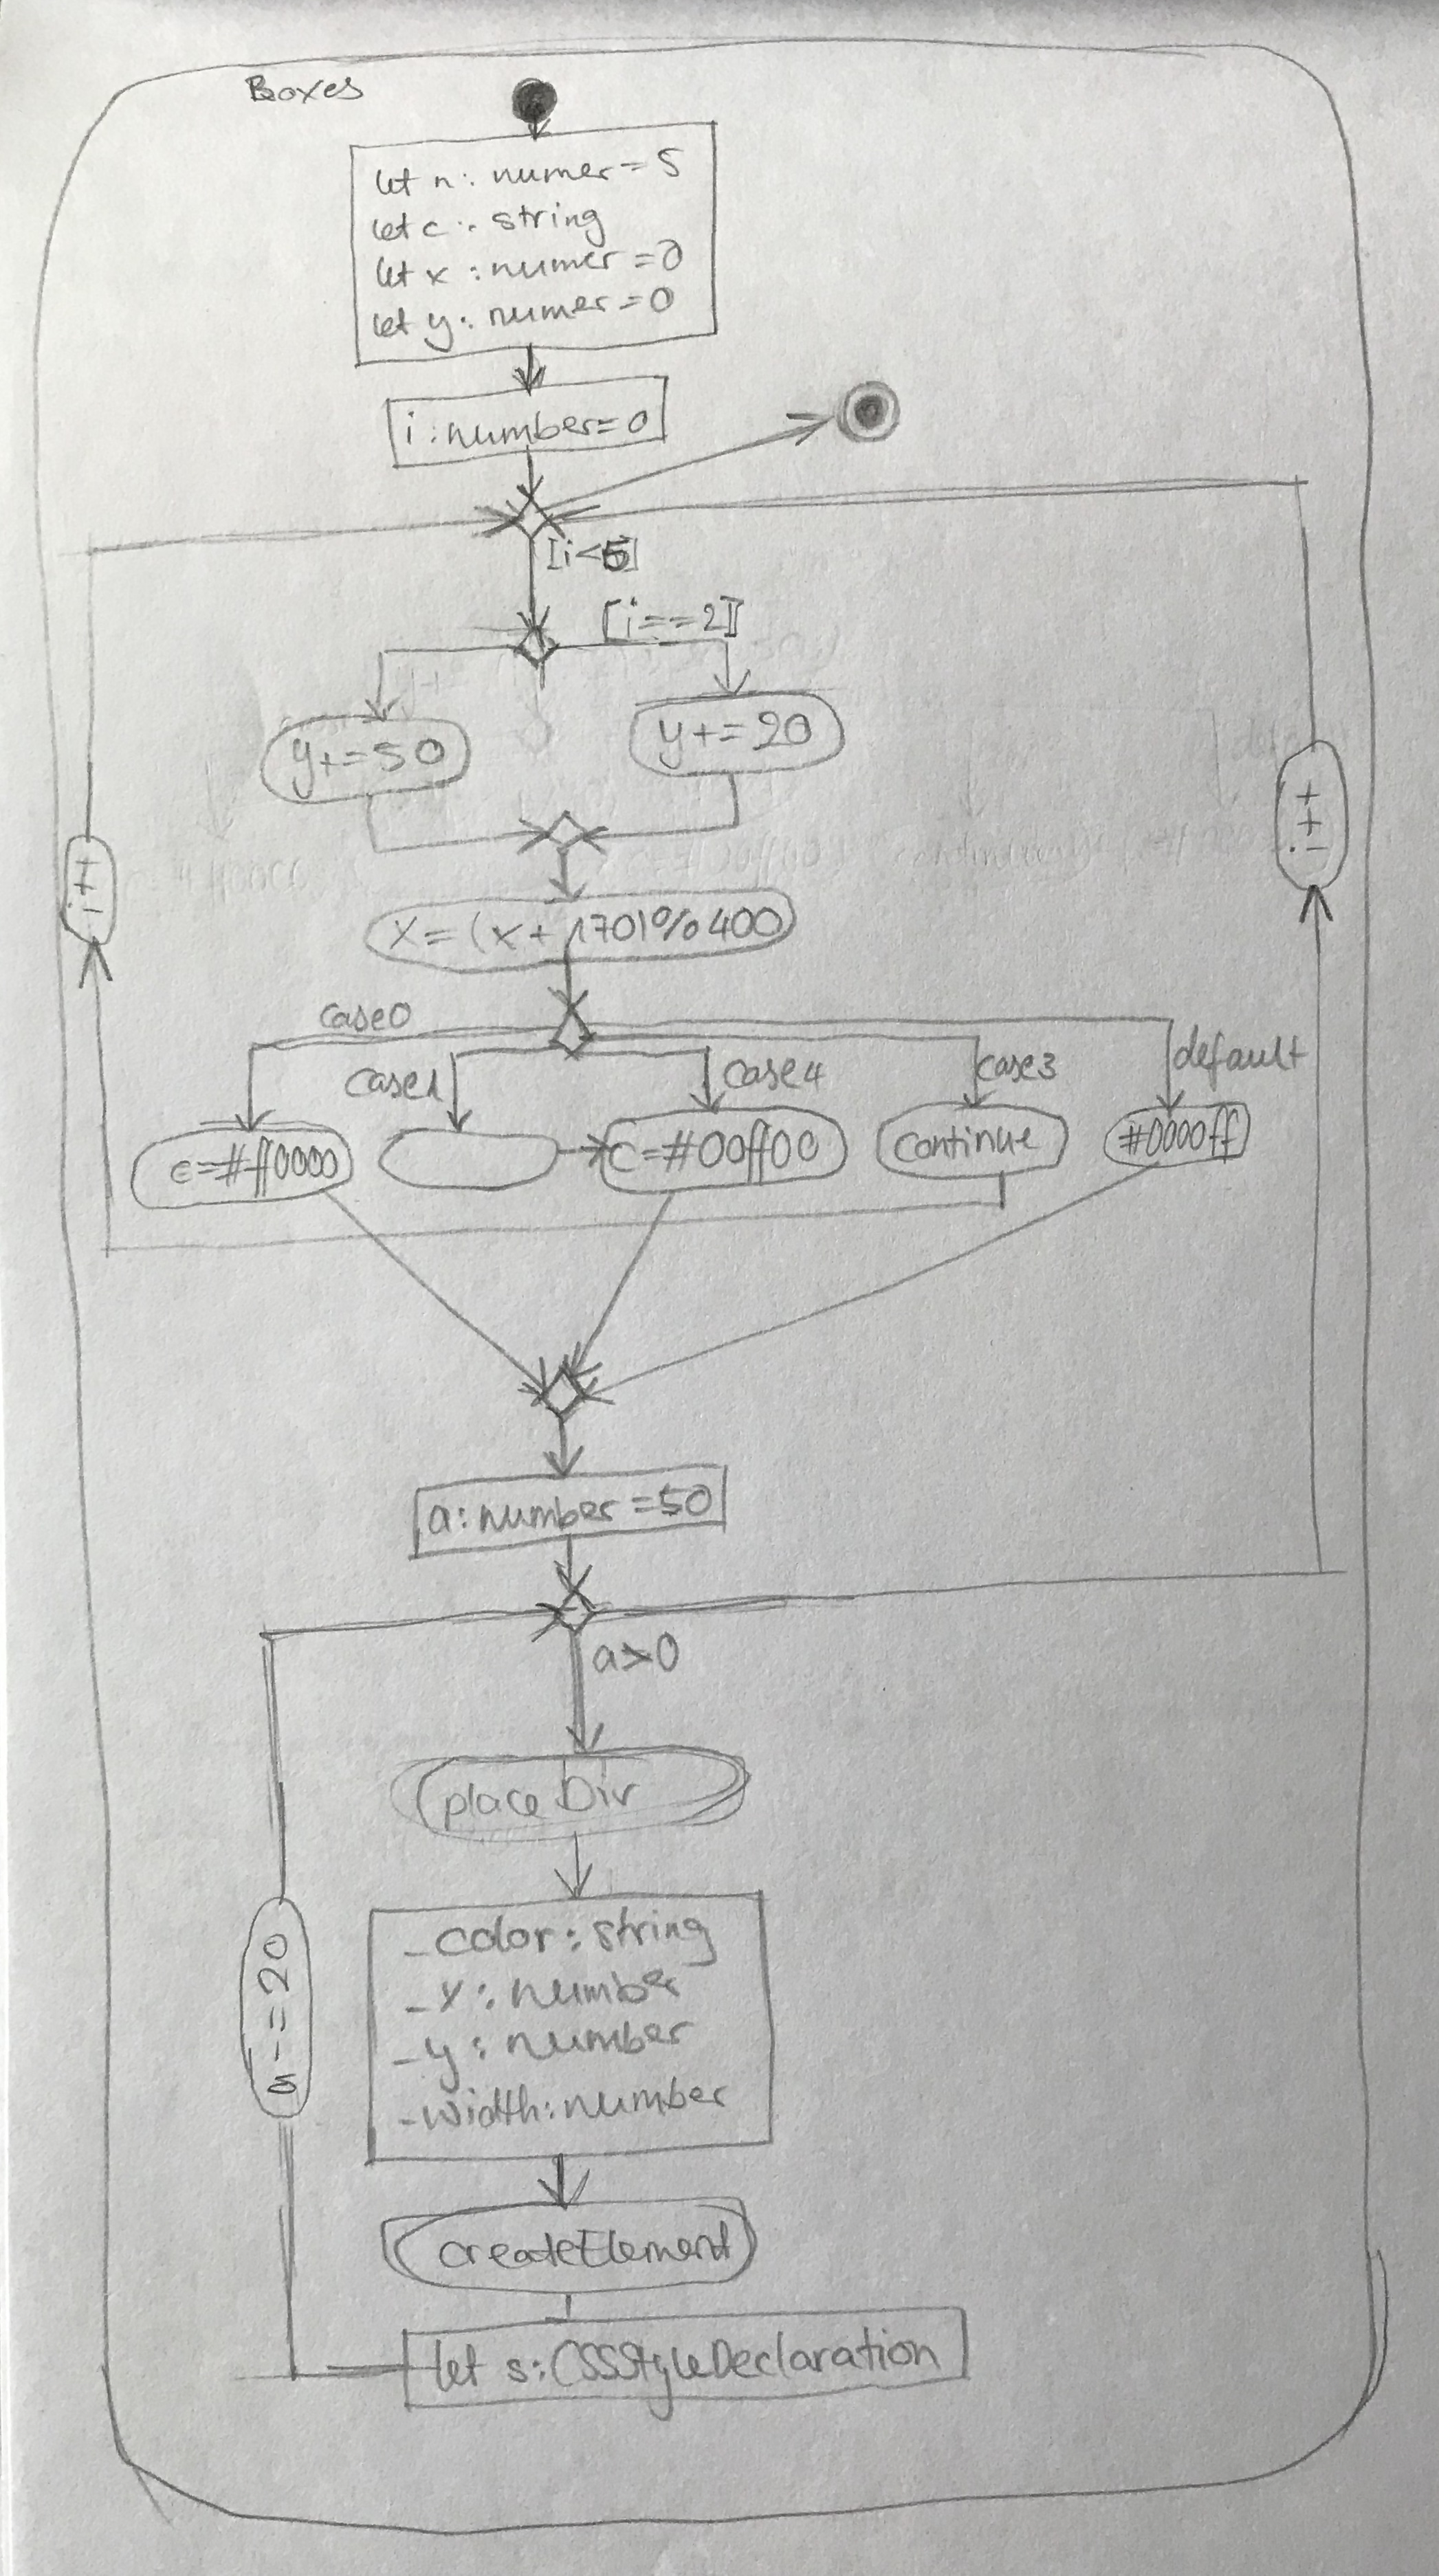 Boxes
let n: numer=5
let c: string
let x: numer=0
let y: numer=0
i:number=0
[i<5]
[i==2]
y+=50
y+=20
i++
i++
x=(x+170)%400
case0
case1
case4
case3
default
c=#ff0000
c=#00ff00
continue
#0000ff
a:number=50
a>0
placeDiv
_color:string
_x:number
_y:number
_width:number
a-=20
createElement
let s:CSSStyleDeclaration